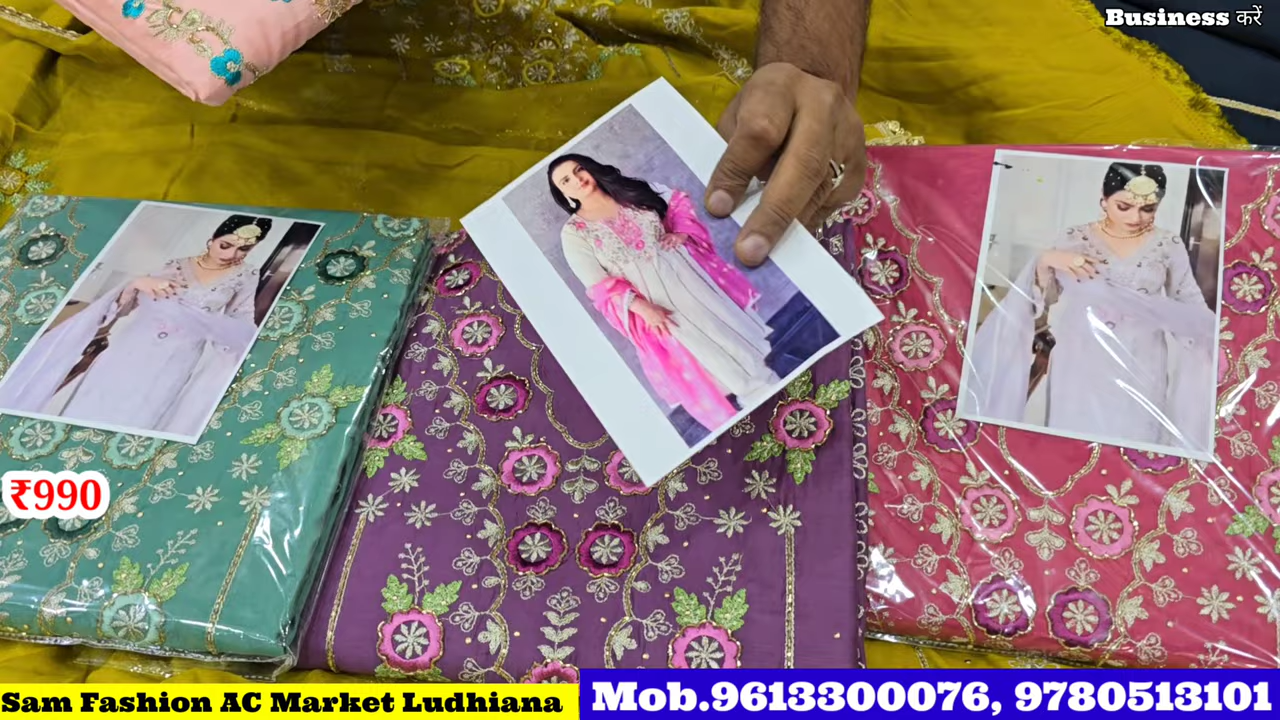 Business करें
₹990
Sam Fashion AC Market Ludhiana
Mob.9613300076, 9780513101